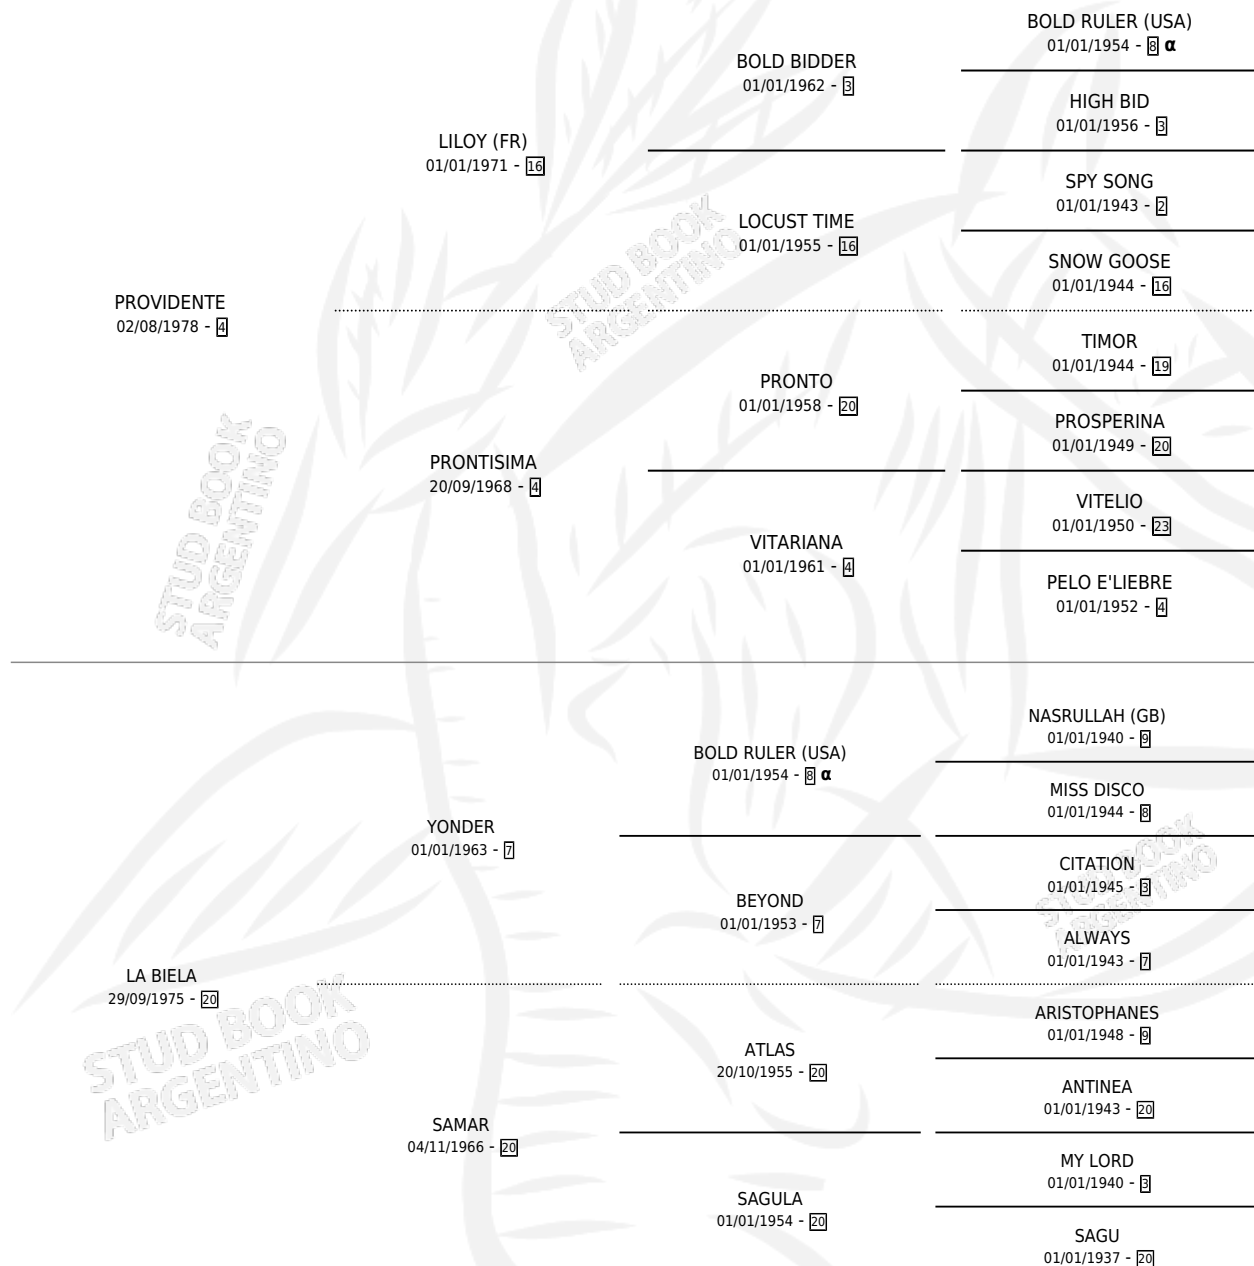 BOLD RULER (USA)
01/01/1954 - 8 α
BOLD BIDDER
01/01/1962 - 3
HIGH BID
01/01/1956 - 3
LILOY (FR)
01/01/1971 - 16
SPY SONG
01/01/1943 - 2
LOCUST TIME
01/01/1955 - 16
SNOW GOOSE
01/01/1944 - 16
STUD BOOK
ARGENTINO
PROVIDENTE
02/08/1978 - 4
TIMOR
01/01/1944 - 19
PRONTO
01/01/1958 - 20
PROSPERINA
01/01/1949 - 20
PRONTISIMA
20/09/1968 - 4
VITELIO
01/01/1950 - 23
VITARIANA
01/01/1961 - 4
PELO E'LIEBRE
01/01/1952 - 4
STUD BOOK
ARGENTINO
NASRULLAH (GB)
01/01/1940 - 9
BOLD RULER (USA)
01/01/1954 - 8 α
MISS DISCO
01/01/1944 - 8
YONDER
01/01/1963 - 7
CITATION
01/01/1945 - 3
BEYOND
01/01/1953 - 7
STUD BOOK
ARGENTINO
ALWAYS
01/01/1943 - 7
LA BIELA
29/09/1975 - 20
STUD BOOK
ARGENTINO
ARISTOPHANES
01/01/1948 - 9
ATLAS
20/10/1955 - 20
ANTINEA
01/01/1943 - 20
SAMAR
04/11/1966 - 20
MY LORD
01/01/1940 - 3
SAGULA
01/01/1954 - 20
SAGU
01/01/1937 - 20